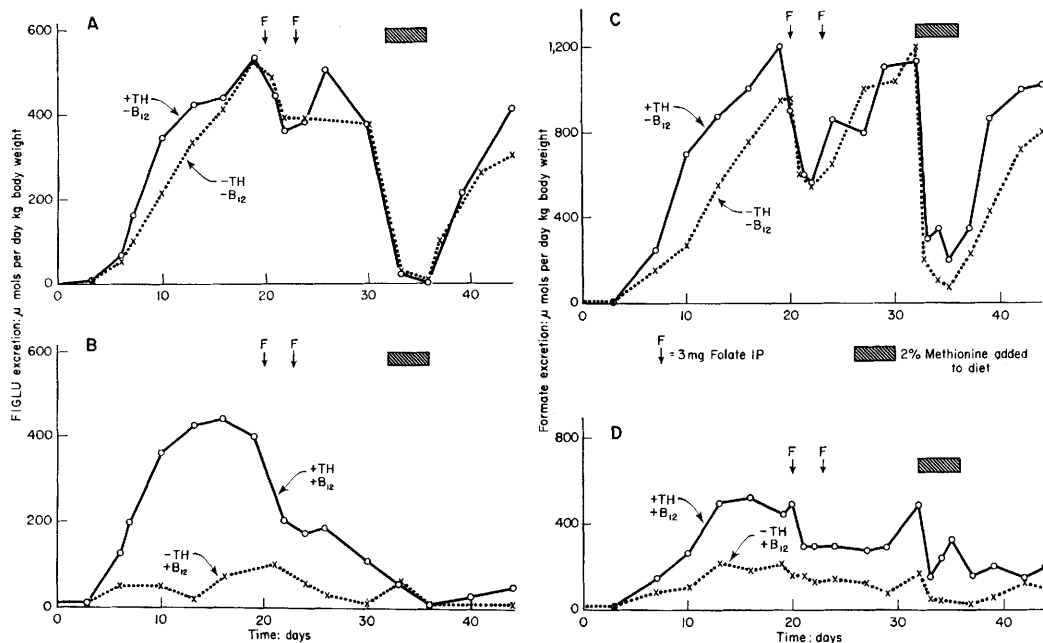 A
600
400
200
0
0
10
20
30
40
F
F
+TH
−B12
−TH
−B12
FIGLU excretion: μ mols per day kg body weight
B
600
400
200
0
0
10
20
30
40
F
F
+TH
+B12
−TH
+B12
Time: days
C
1,200
800
400
0
0
10
20
30
40
F
F
+TH
−B12
−TH
−B12
Formate excretion: μ mols per day kg body weight
F = 3mg Folate IP
2% Methionine added
to diet
D
800
400
0
0
10
20
30
40
F
F
+TH
+B12
−TH
+B12
Time: days